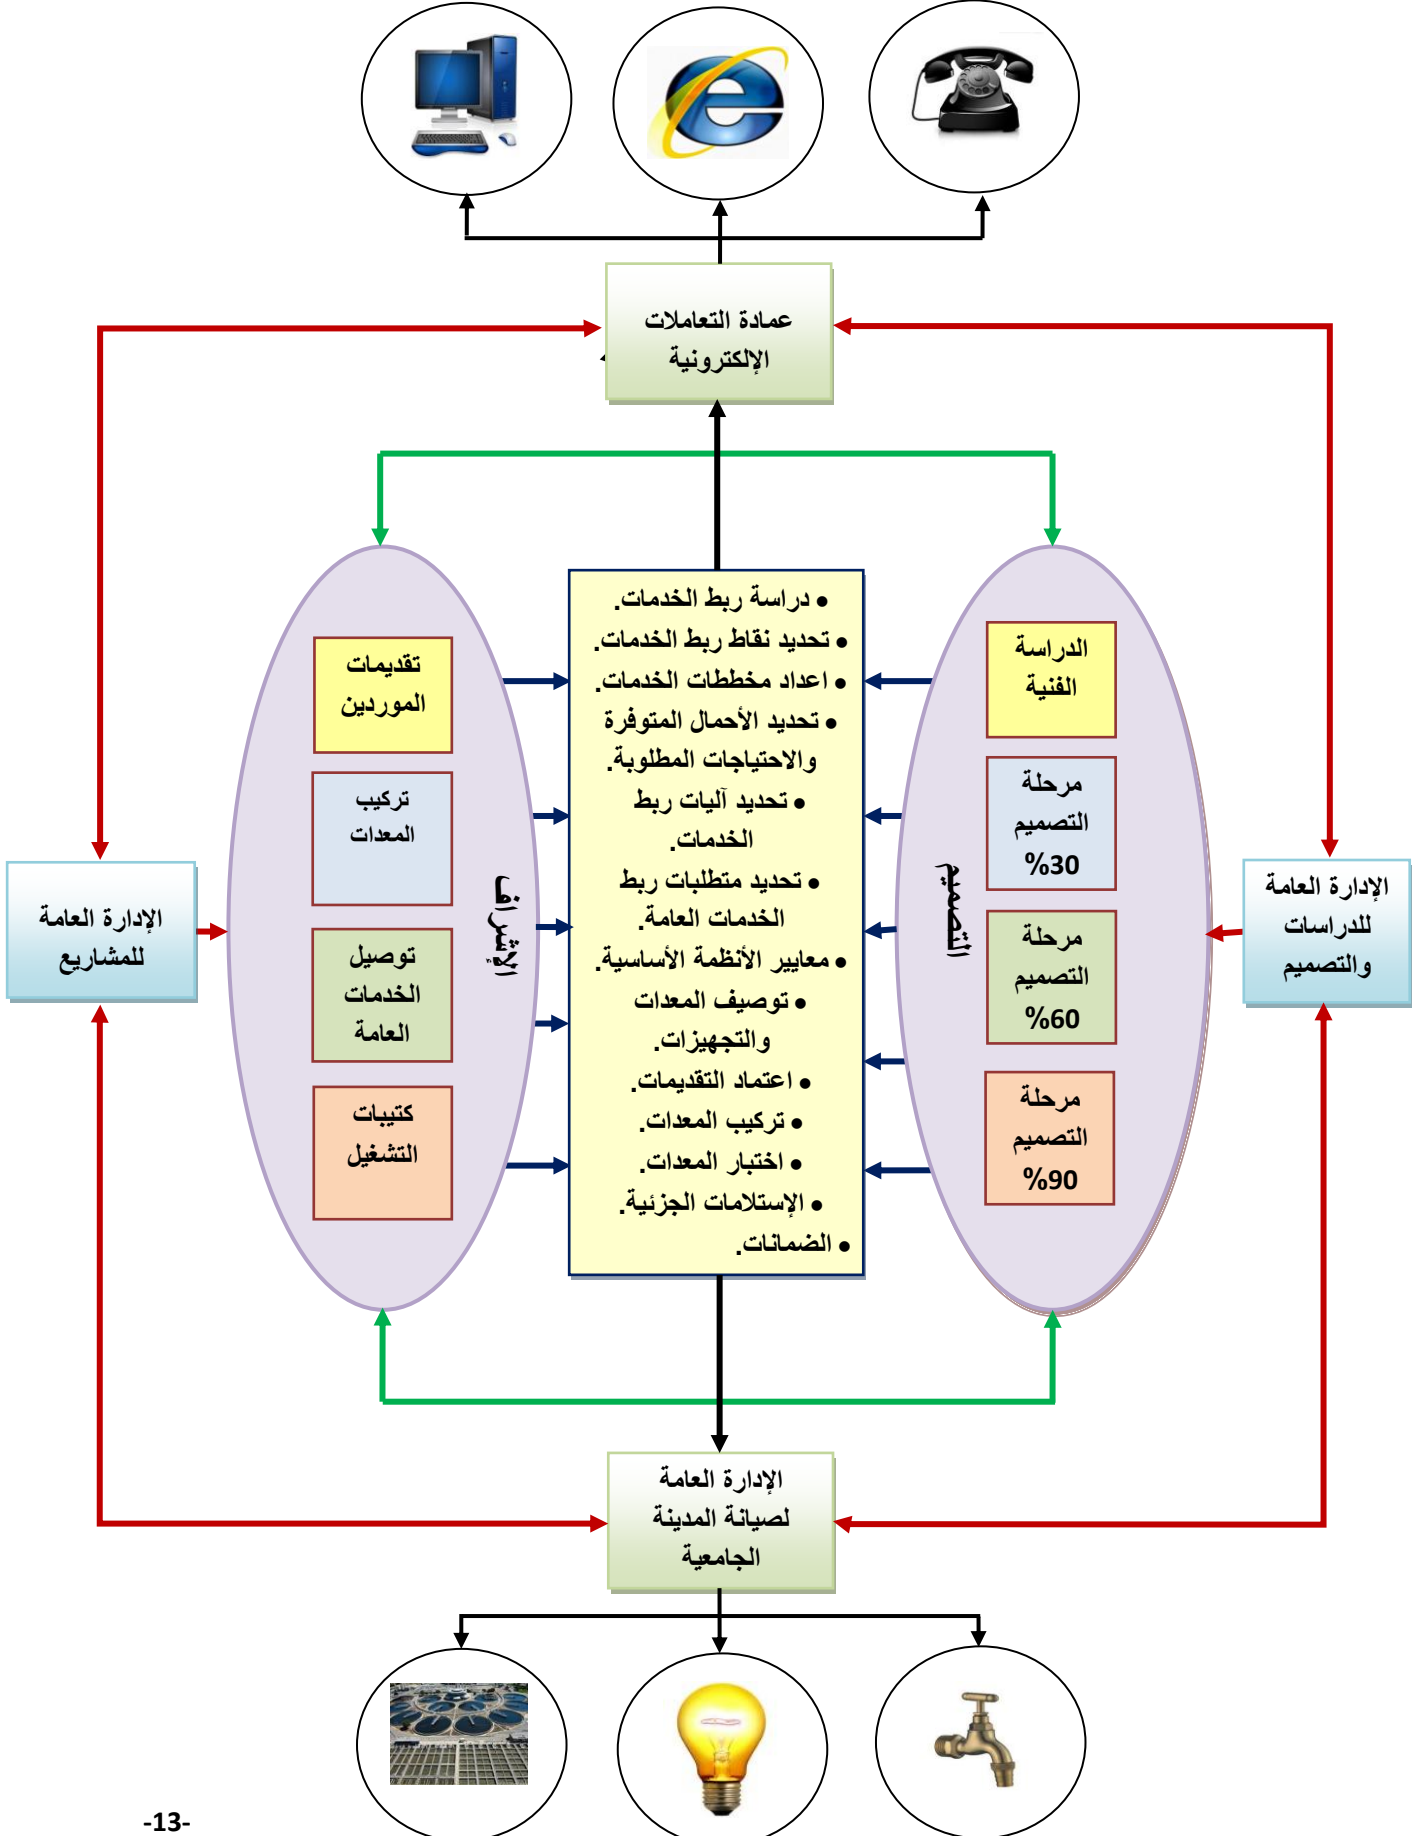 عمادة التعاملات
الإلكترونية
الدراسة
الفنية
مرحلة
التصميم
30%
مرحلة
التصميم
60%
مرحلة
التصميم
90%
التصميم
الإدارة العامة
للدراسات
والتصميم
• دراسة ربط الخدمات.
• تحديد نقاط ربط الخدمات.
• اعداد مخططات الخدمات.
• تحديد الأحمال المتوفرة
والاحتياجات المطلوبة.
• تحديد آليات ربط
الخدمات.
• تحديد متطلبات ربط
الخدمات العامة.
• معايير الأنظمة الأساسية.
• توصيف المعدات
والتجهيزات.
• اعتماد التقديمات.
• تركيب المعدات.
• اختبار المعدات.
• الإستلامات الجزئية.
• الضمانات.
الإشراف
تقديمات
الموردين
تركيب
المعدات
توصيل
الخدمات
العامة
كتيبات
التشغيل
الإدارة العامة
للمشاريع
الإدارة العامة
لصيانة المدينة
الجامعية
-13-